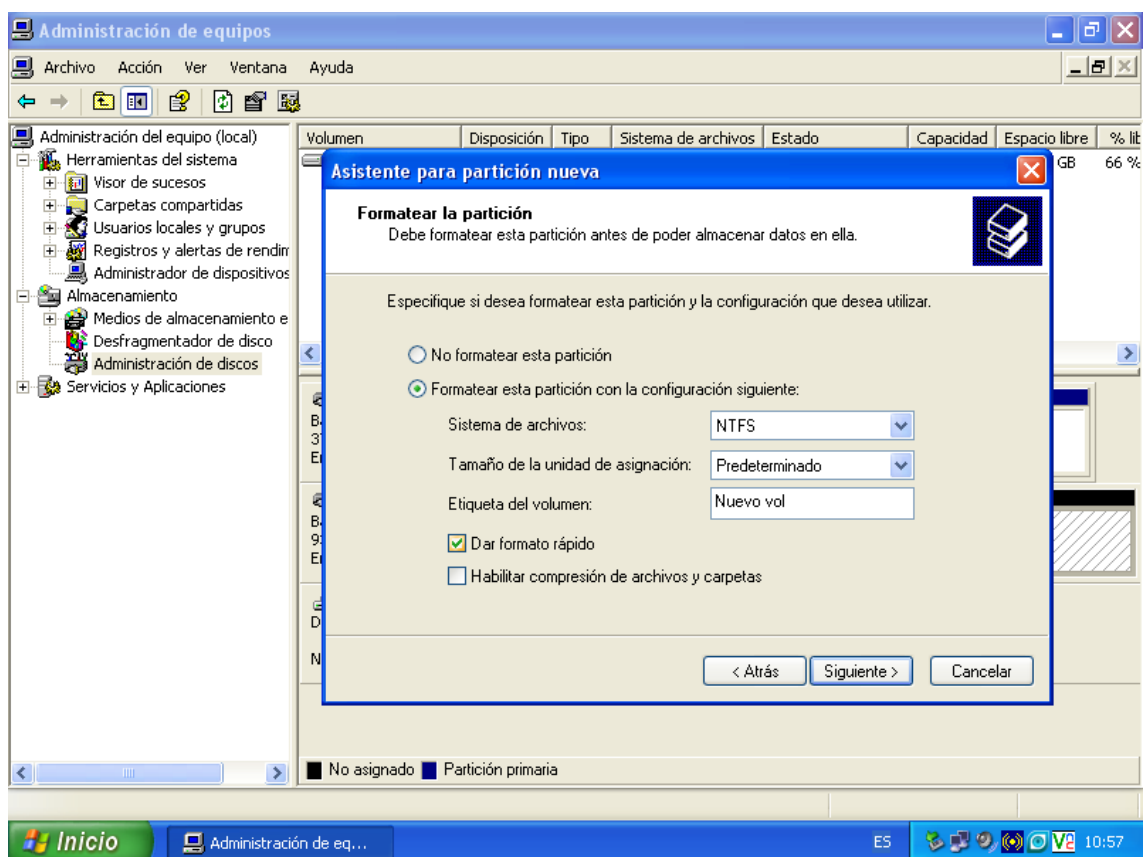 Administración de equipos
Archivo Acción Ver Ventana Ayuda
Administración del equipo (local)
Herramientas del sistema
Visor de sucesos
Carpetas compartidas
Usuarios locales y grupos
Registros y alertas de rendim
Administrador de dispositivos
Almacenamiento
Medios de almacenamiento e
Desfragmentador de disco
Administración de discos
Servicios y Aplicaciones
Volumen Disposición Tipo Sistema de archivos Estado Capacidad Espacio libre % lib
GB 66 %
Asistente para partición nueva
Formatear la partición
Debe formatear esta partición antes de poder almacenar datos en ella.
Especifique si desea formatear esta partición y la configuración que desea utilizar.
No formatear esta partición
Formatear esta partición con la configuración siguiente:
Sistema de archivos: NTFS
Tamaño de la unidad de asignación: Predeterminado
Etiqueta del volumen: Nuevo vol
Dar formato rápido
Habilitar compresión de archivos y carpetas
< Atrás Siguiente > Cancelar
No asignado Partición primaria
Inicio Administración de eq... ES 10:57